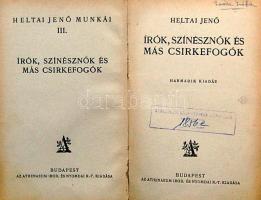 HELTAI JENŐ MUNKÁI
III.
ÍRÓK, SZÍNÉSZNŐK ÉS
MÁS CSIRKEFOGÓK
BUDAPEST
AZ ATHENAEUM IROD. ÉS NYOMDAI R.-T. KIADÁSA
HELTAI JENŐ
ÍRÓK, SZÍNÉSZNŐK ÉS
MÁS CSIRKEFOGÓK
HARMADIK KIADÁS
BUDAPEST
AZ ATHENAEUM IROD. ÉS NYOMDAI R.-T. KIADÁSA
darabanth